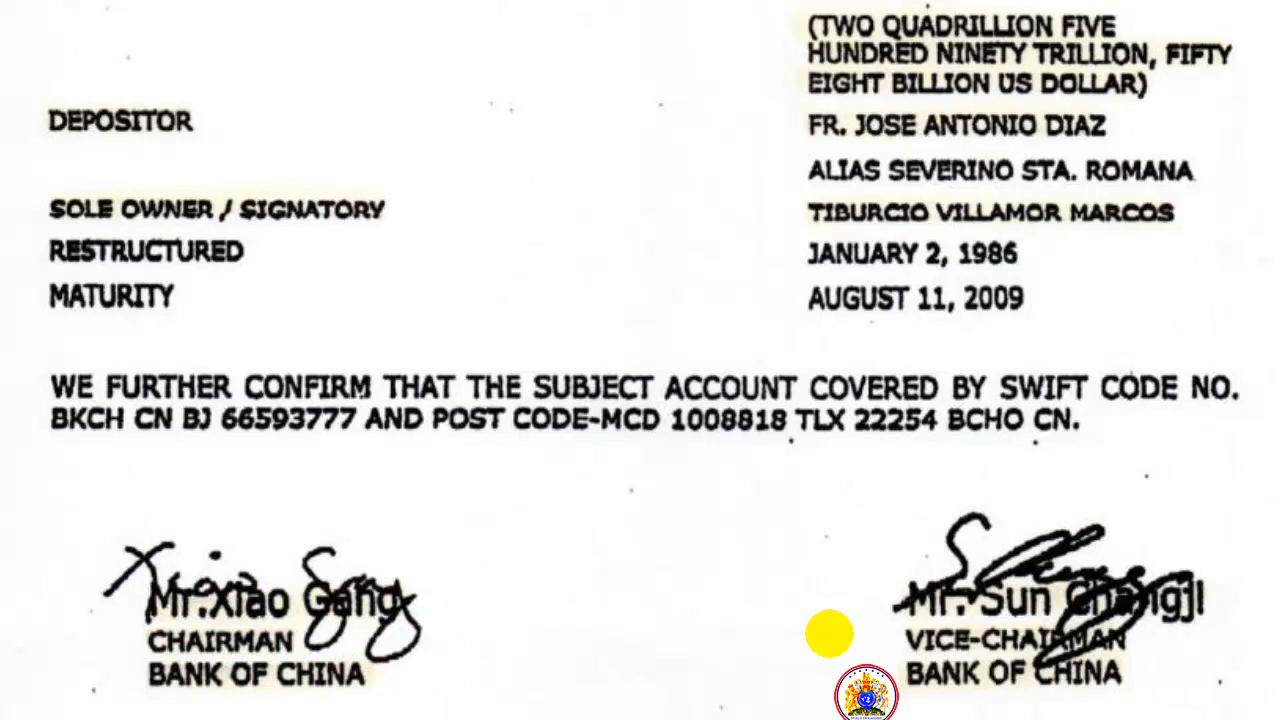 (TWO QUADRILLION FIVE
HUNDRED NINETY TRILLION, FIFTY
EIGHT BILLION US DOLLAR)
DEPOSITOR FR. JOSE ANTONIO DIAZ
ALIAS SEVERINO STA. ROMANA
SOLE OWNER / SIGNATORY TIBURCIO VILLAMOR MARCOS
RESTRUCTURED JANUARY 2, 1986
MATURITY AUGUST 11, 2009
WE FURTHER CONFIRM THAT THE SUBJECT ACCOUNT COVERED BY SWIFT CODE NO.
BKCH CN BJ 66593777 AND POST CODE-MCD 1008818 TLX 22254 BCHO CN.
Mr.Xiao Gang Mr. Sun Changji
CHAIRMAN VICE-CHAIRMAN
BANK OF CHINA BANK OF CHINA